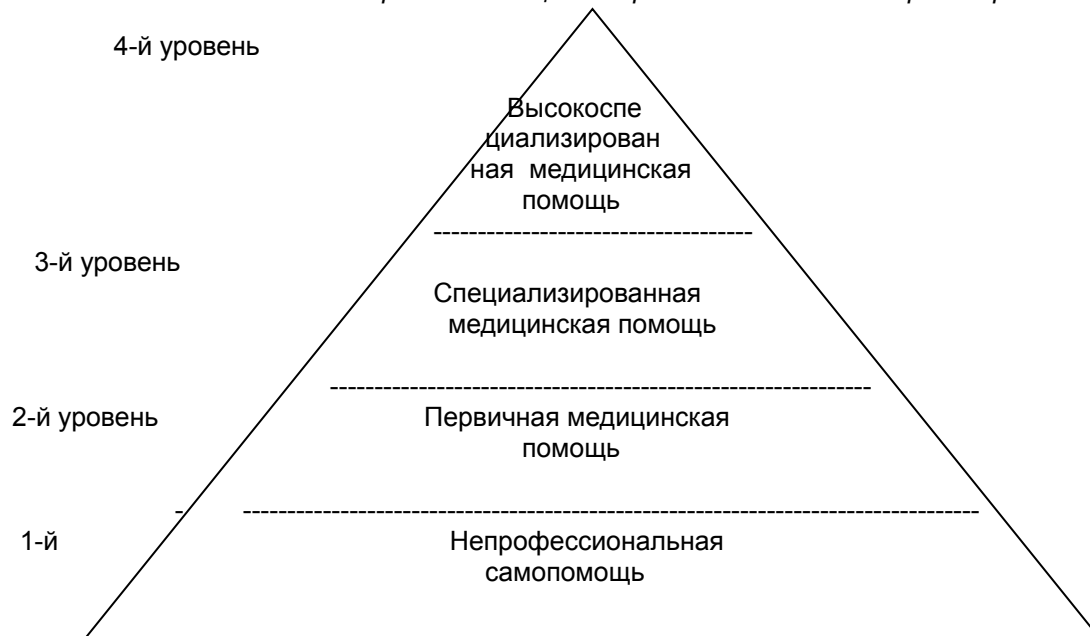 4-й уровень
Высокоспе
циализирован
ная медицинская
помощь
-----------------------------------
3-й уровень
Специализированная
медицинская помощь
------------------------------------------------------------
2-й уровень
Первичная медицинская
помощь
- ----------------------------------------------------------------------------------
1-й
Непрофессиональная
самопомощь